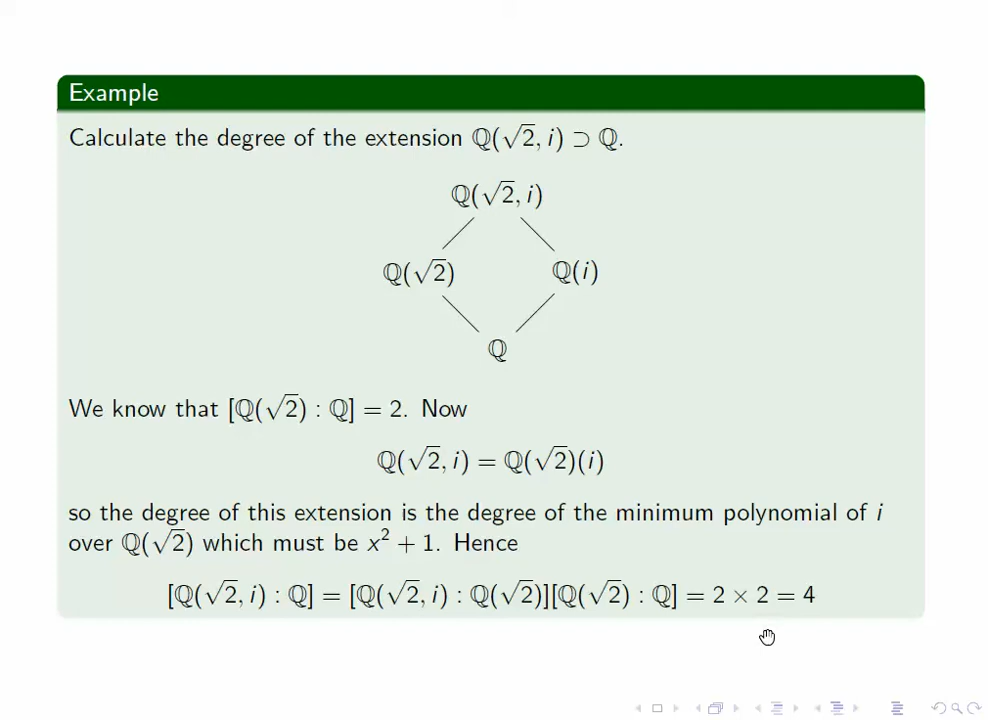 Example
Calculate the degree of the extension ℚ(√2, i) ⊃ ℚ.
ℚ(√2, i)
ℚ(√2) ℚ(i)
ℚ
We know that [ℚ(√2) : ℚ] = 2. Now
ℚ(√2, i) = ℚ(√2)(i)
so the degree of this extension is the degree of the minimum polynomial of i
over ℚ(√2) which must be x² + 1. Hence
[ℚ(√2, i) : ℚ] = [ℚ(√2, i) : ℚ(√2)][ℚ(√2) : ℚ] = 2 × 2 = 4